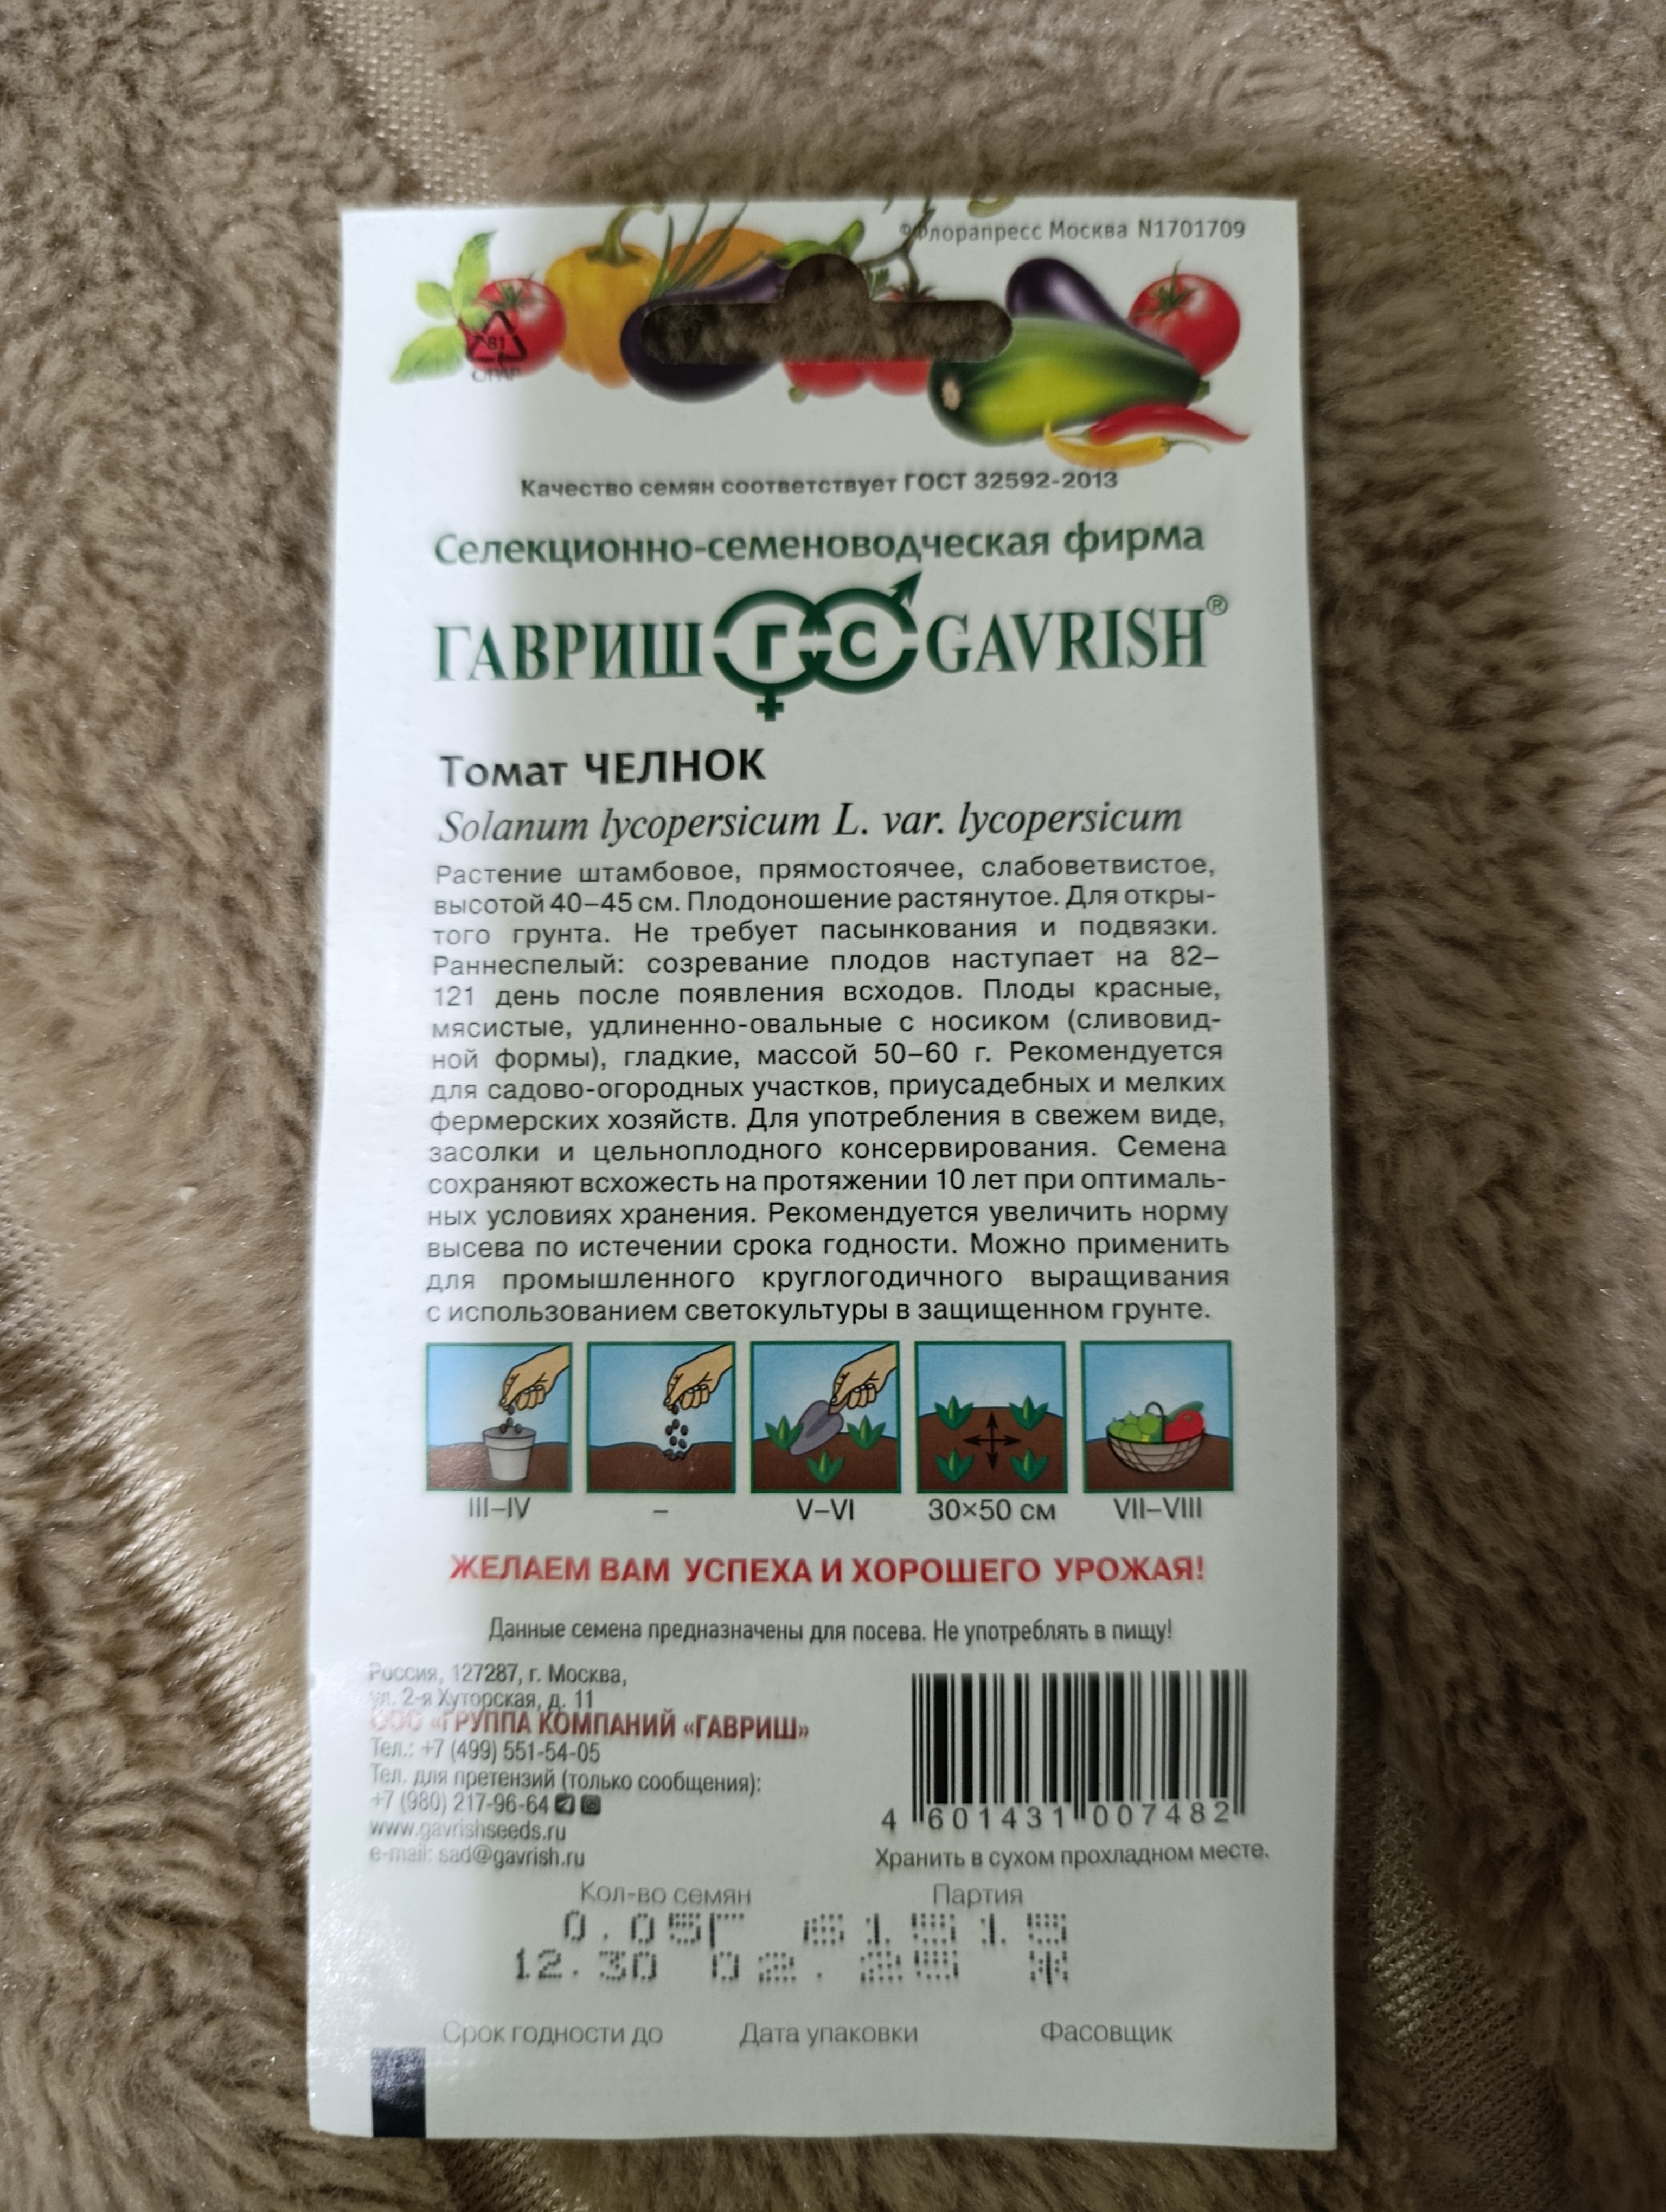 ©Флорапресс Москва N1701709
81
Качество семян соответствует ГОСТ 32592-2013
Селекционно-семеноводческая фирма
ГАВРИШ ГС GAVRISH®
Томат ЧЕЛНОК
Solanum lycopersicum L. var. lycopersicum
Растение штамбовое, прямостоячее, слабоветвистое,
высотой 40–45 см. Плодоношение растянутое. Для откры-
того грунта. Не требует пасынкования и подвязки.
Раннеспелый: созревание плодов наступает на 82–
121 день после появления всходов. Плоды красные,
мясистые, удлиненно-овальные с носиком (сливовид-
ной формы), гладкие, массой 50–60 г. Рекомендуется
для садово-огородных участков, приусадебных и мелких
фермерских хозяйств. Для употребления в свежем виде,
засолки и цельноплодного консервирования. Семена
сохраняют всхожесть на протяжении 10 лет при оптималь-
ных условиях хранения. Рекомендуется увеличить норму
высева по истечении срока годности. Можно применить
для промышленного круглогодичного выращивания
с использованием светокультуры в защищенном грунте.
III–IV – V–VI 30×50 см VII–VIII
ЖЕЛАЕМ ВАМ УСПЕХА И ХОРОШЕГО УРОЖАЯ!
Данные семена предназначены для посева. Не употреблять в пищу!
Россия, 127287, г. Москва,
ул. 2-я Хуторская, д. 11
ООО «ГРУППА КОМПАНИЙ «ГАВРИШ»
Тел.: +7 (499) 551-54-05
Тел. для претензий (только сообщения):
+7 (980) 217-96-64
www.gavrishseeds.ru
e-mail: sad@gavrish.ru
4 601431 007482
Хранить в сухом прохладном месте.
Кол-во семян Партия
0.05Г
12.30 02.25 Ж
Срок годности до Дата упаковки Фасовщик